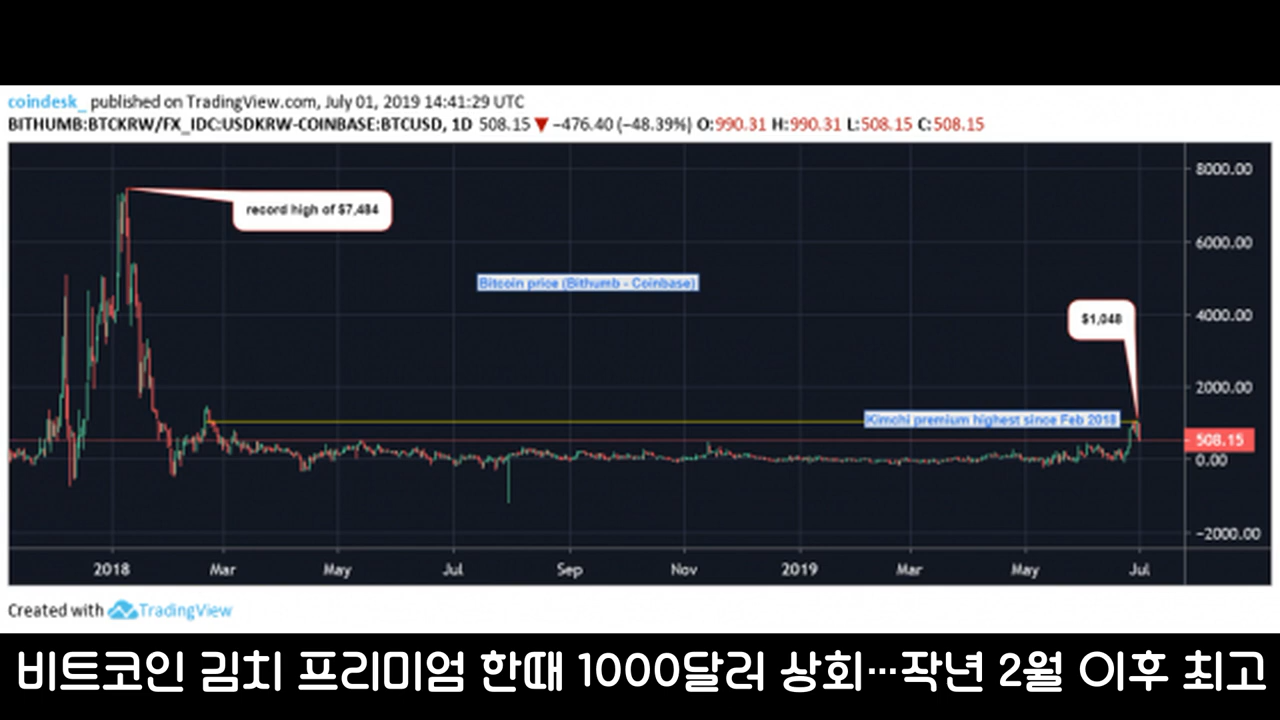 coindesk_ published on TradingView.com, July 01, 2019 14:41:29 UTC
BITHUMB:BTCKRW/FX_IDC:USDKRW-COINBASE:BTCUSD, 1D 508.15 ▼ −476.40 (−48.39%) O:990.31 H:990.31 L:508.15 C:508.15
8000.00
record high of $7,484
6000.00
Bitcoin price (Bithumb - Coinbase)
4000.00
$1,048
2000.00
Kimchi premium highest since Feb 2018
508.15
0.00
−2000.00
2018 Mar May Jul Sep Nov 2019 Mar May Jul
Created with TradingView
비트코인 김치 프리미엄 한때 1000달러 상회…작년 2월 이후 최고